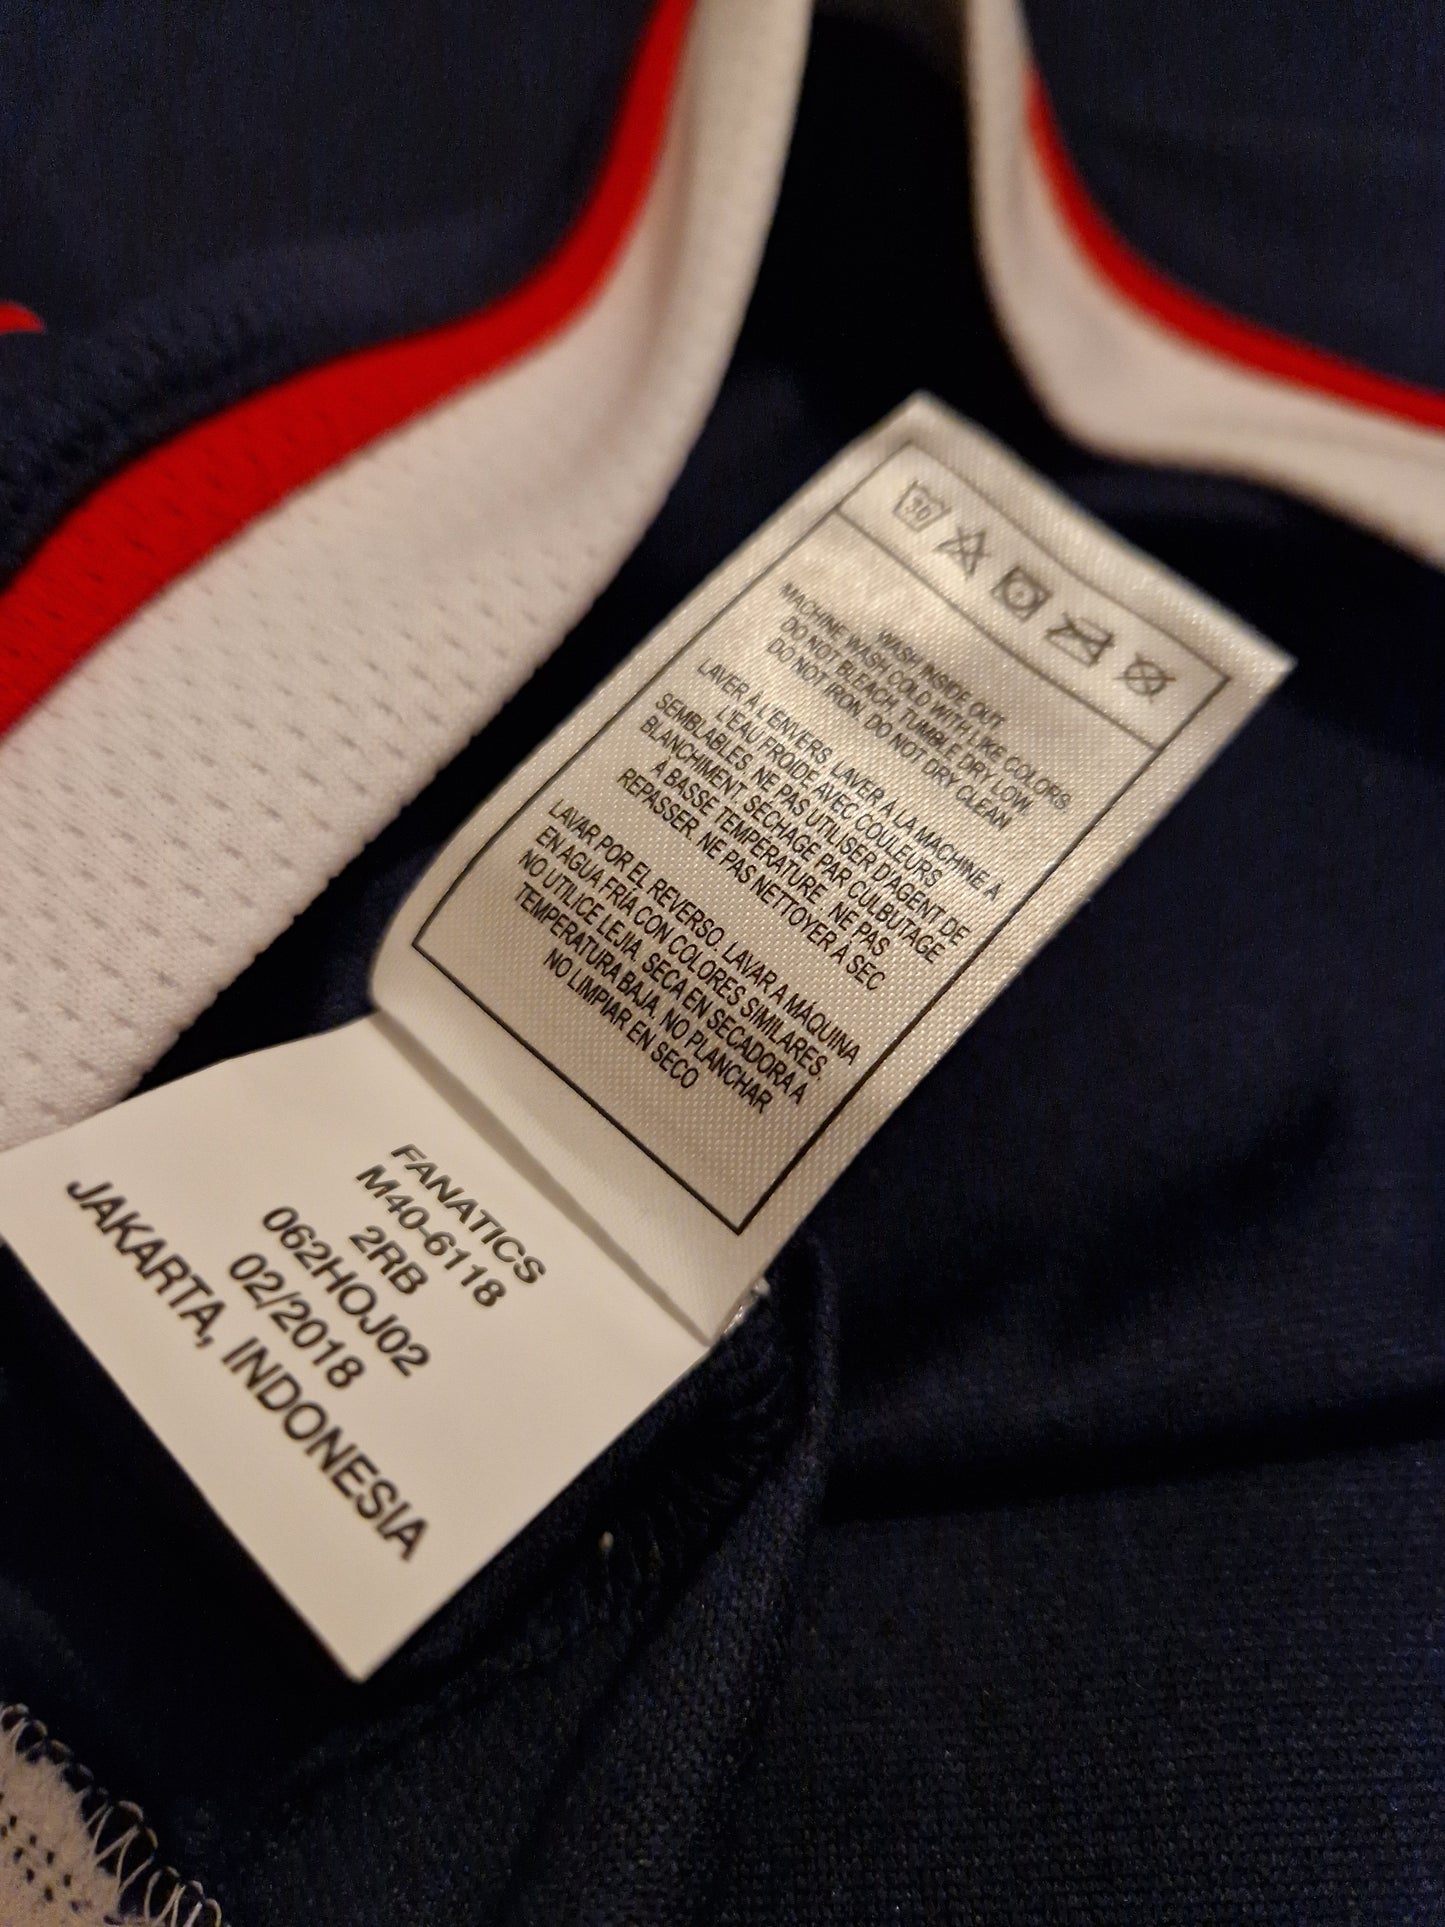 30
WASH INSIDE OUT
MACHINE WASH COLD WITH LIKE COLORS
DO NOT BLEACH. TUMBLE DRY LOW.
DO NOT IRON. DO NOT DRY CLEAN
LAVER À L'ENVERS. LAVER À LA MACHINE À
L'EAU FROIDE AVEC COULEURS
SEMBLABLES. NE PAS UTILISER D'AGENT DE
BLANCHIMENT. SÉCHAGE PAR CULBUTAGE
À BASSE TEMPÉRATURE. NE PAS
REPASSER. NE PAS NETTOYER À SEC
LAVAR POR EL REVERSO. LAVAR A MÁQUINA
EN AGUA FRÍA CON COLORES SIMILARES.
NO UTILICE LEJIA. SECA EN SECADORA A
TEMPERATURA BAJA. NO PLANCHAR
NO LIMPIAR EN SECO
FANATICS
M40-6118
2RB
062HOJ02
02/2018
JAKARTA, INDONESIA